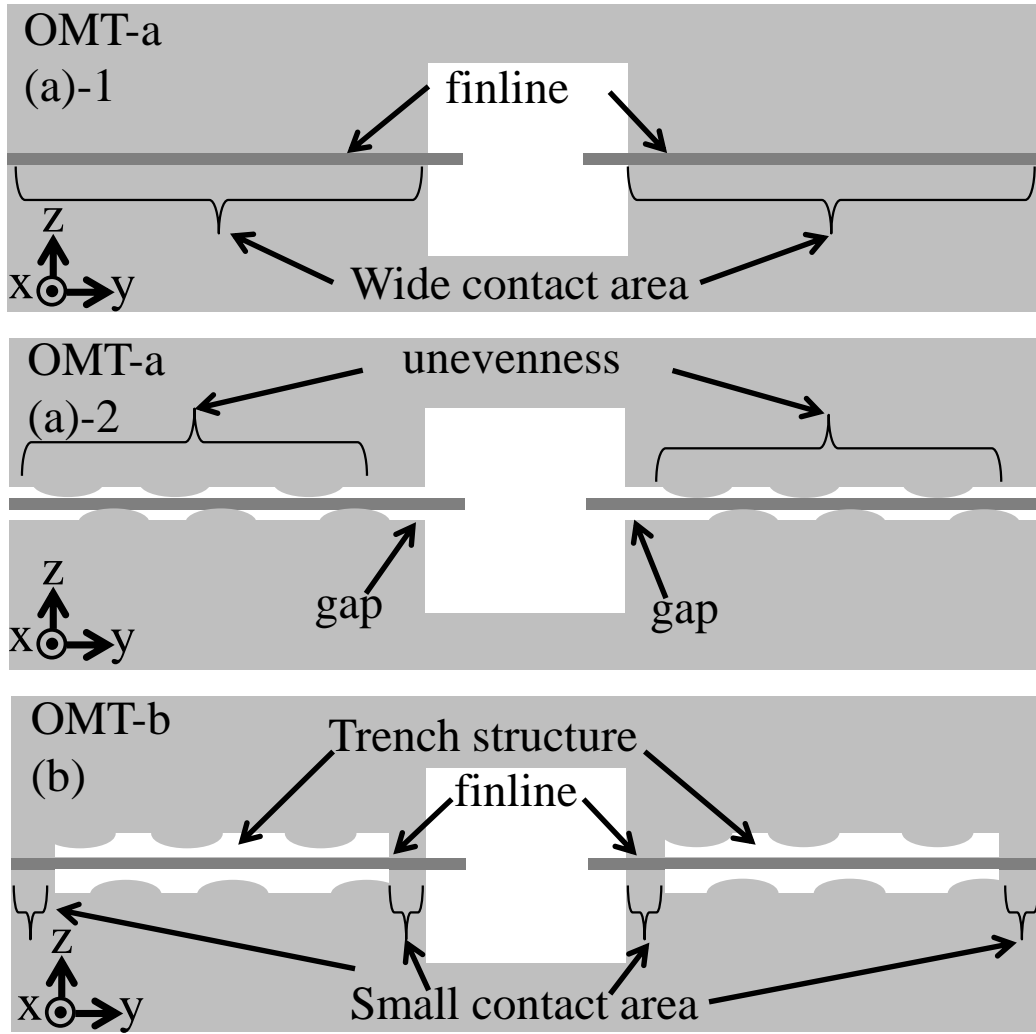 OMT-a
(a)-1
finline
Wide contact area
z
x
y
OMT-a
(a)-2
unevenness
gap
gap
z
x
y
OMT-b
(b)
Trench structure
finline
Small contact area
z
x
y